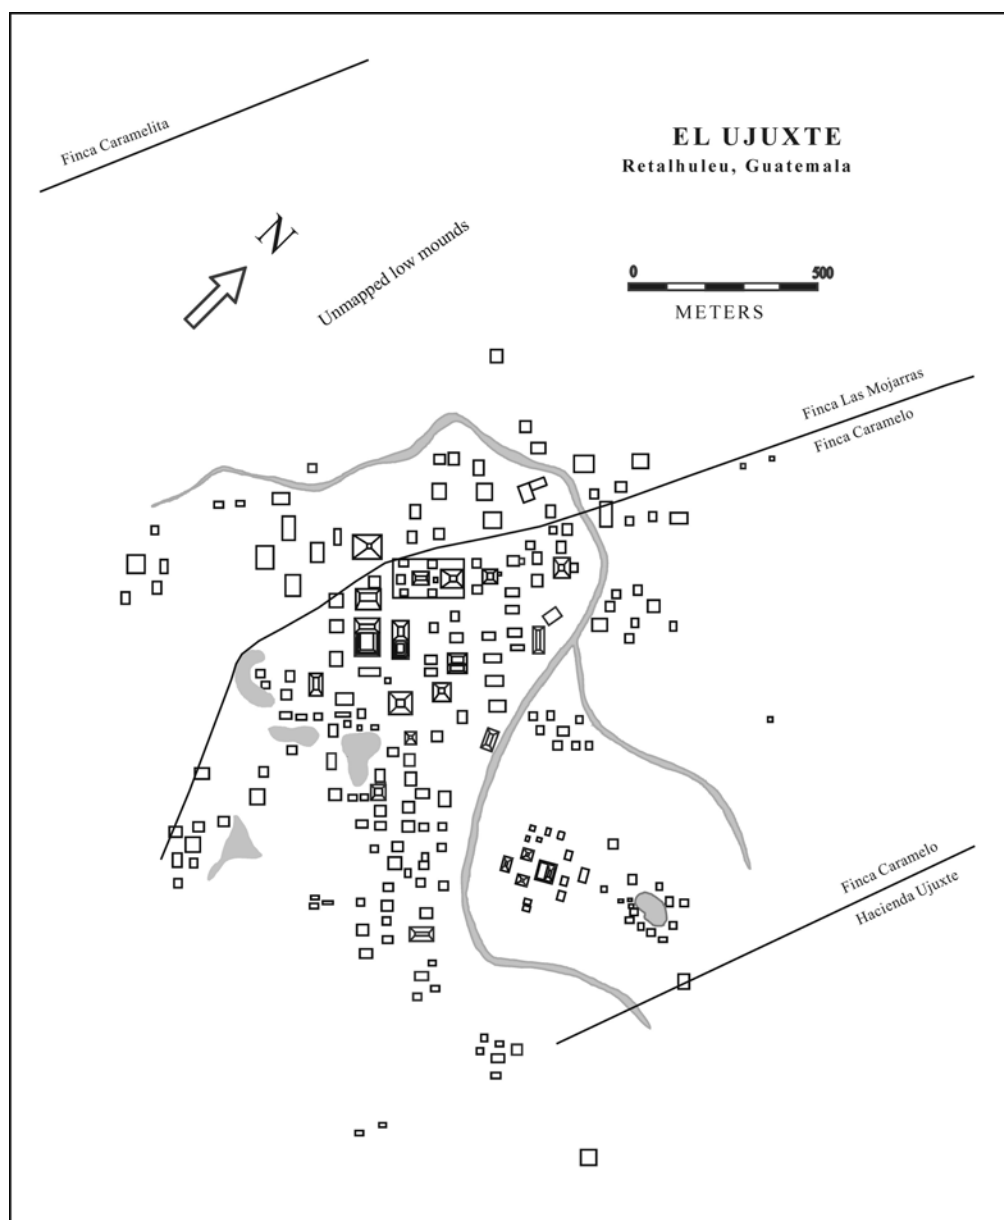 Finca Caramelita
EL UJUXTE
Retalhuleu, Guatemala
N
Unmapped low mounds
0 500
METERS
Finca Las Mojarras
Finca Caramelo
Finca Caramelo
Hacienda Ujuxte